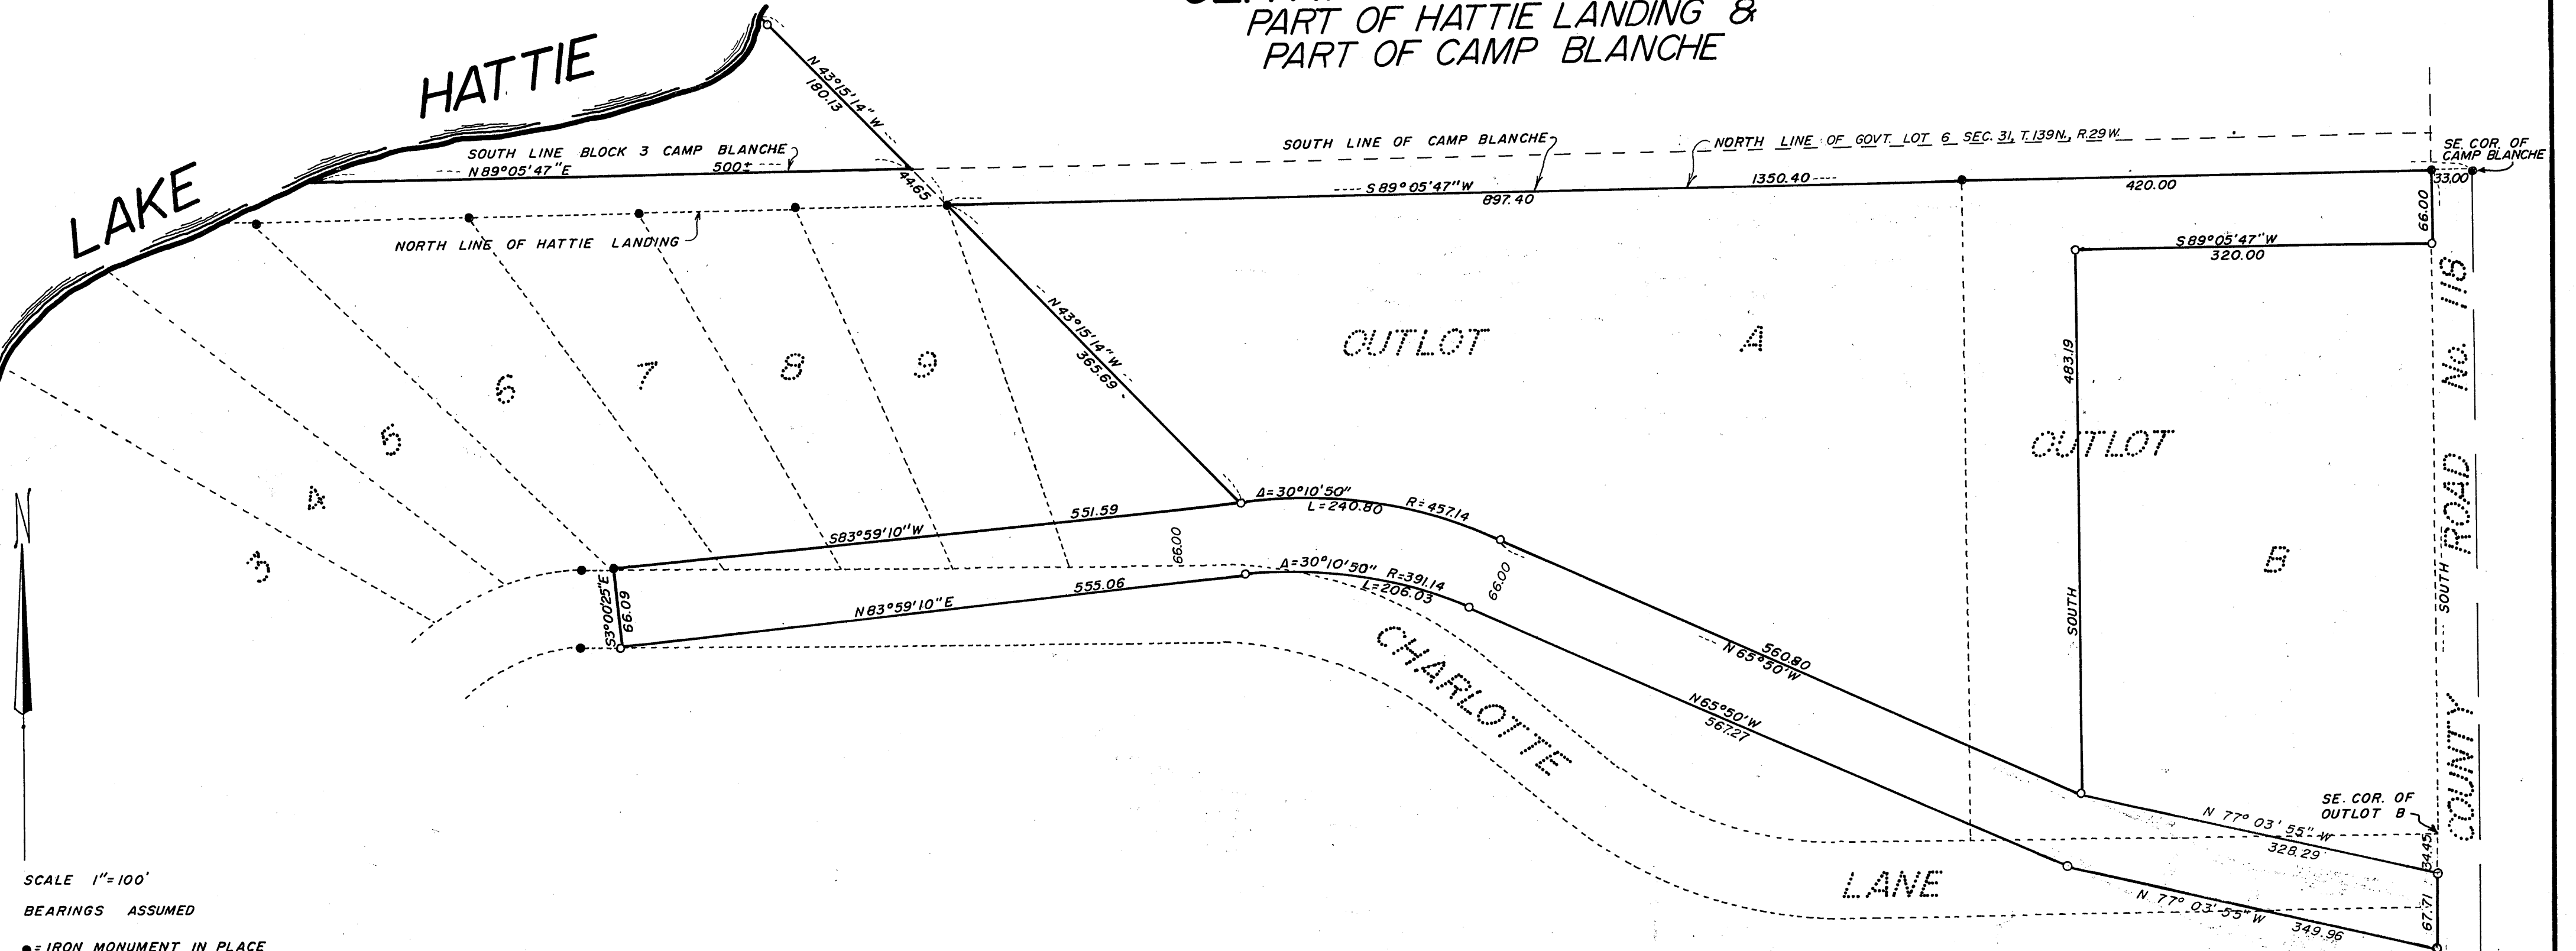 PART OF HATTIE LANDING &
PART OF CAMP BLANCHE
LAKE HATTIE
N 43°15'14" W
180.13
SOUTH LINE BLOCK 3 CAMP BLANCHE
N 89°05'47" E 500±
44.65
SOUTH LINE OF CAMP BLANCHE
NORTH LINE OF GOVT. LOT 6 SEC. 31, T.139N., R.29W.
SE. COR. OF
CAMP BLANCHE
S 89°05'47" W
897.40
1350.40
420.00
33.00
66.00
NORTH LINE OF HATTIE LANDING
S 89°05'47" W
320.00
N 43°15'14" W
365.69
OUTLOT A
483.19
SOUTH
OUTLOT
B
3
4
5
6
7
8
9
COUNTY ROAD No. 118
SOUTH
N
S83°59'10"W
551.59
66.00
Δ=30°10'50"
L=240.80
R=457.14
S3°00'25"E
66.09
N 83°59'10" E
555.06
Δ=30°10'50"
R=391.14
L=206.03
66.00
560.80
N 65°50' W
N 65°50' W
567.27
CHARLOTTE
LANE
SE. COR. OF
OUTLOT B
N 77° 03' 55" W
328.29
34.45
N 77° 03' 55" W
349.96
67.71
SCALE 1"=100'
BEARINGS ASSUMED
●= IRON MONUMENT IN PLACE